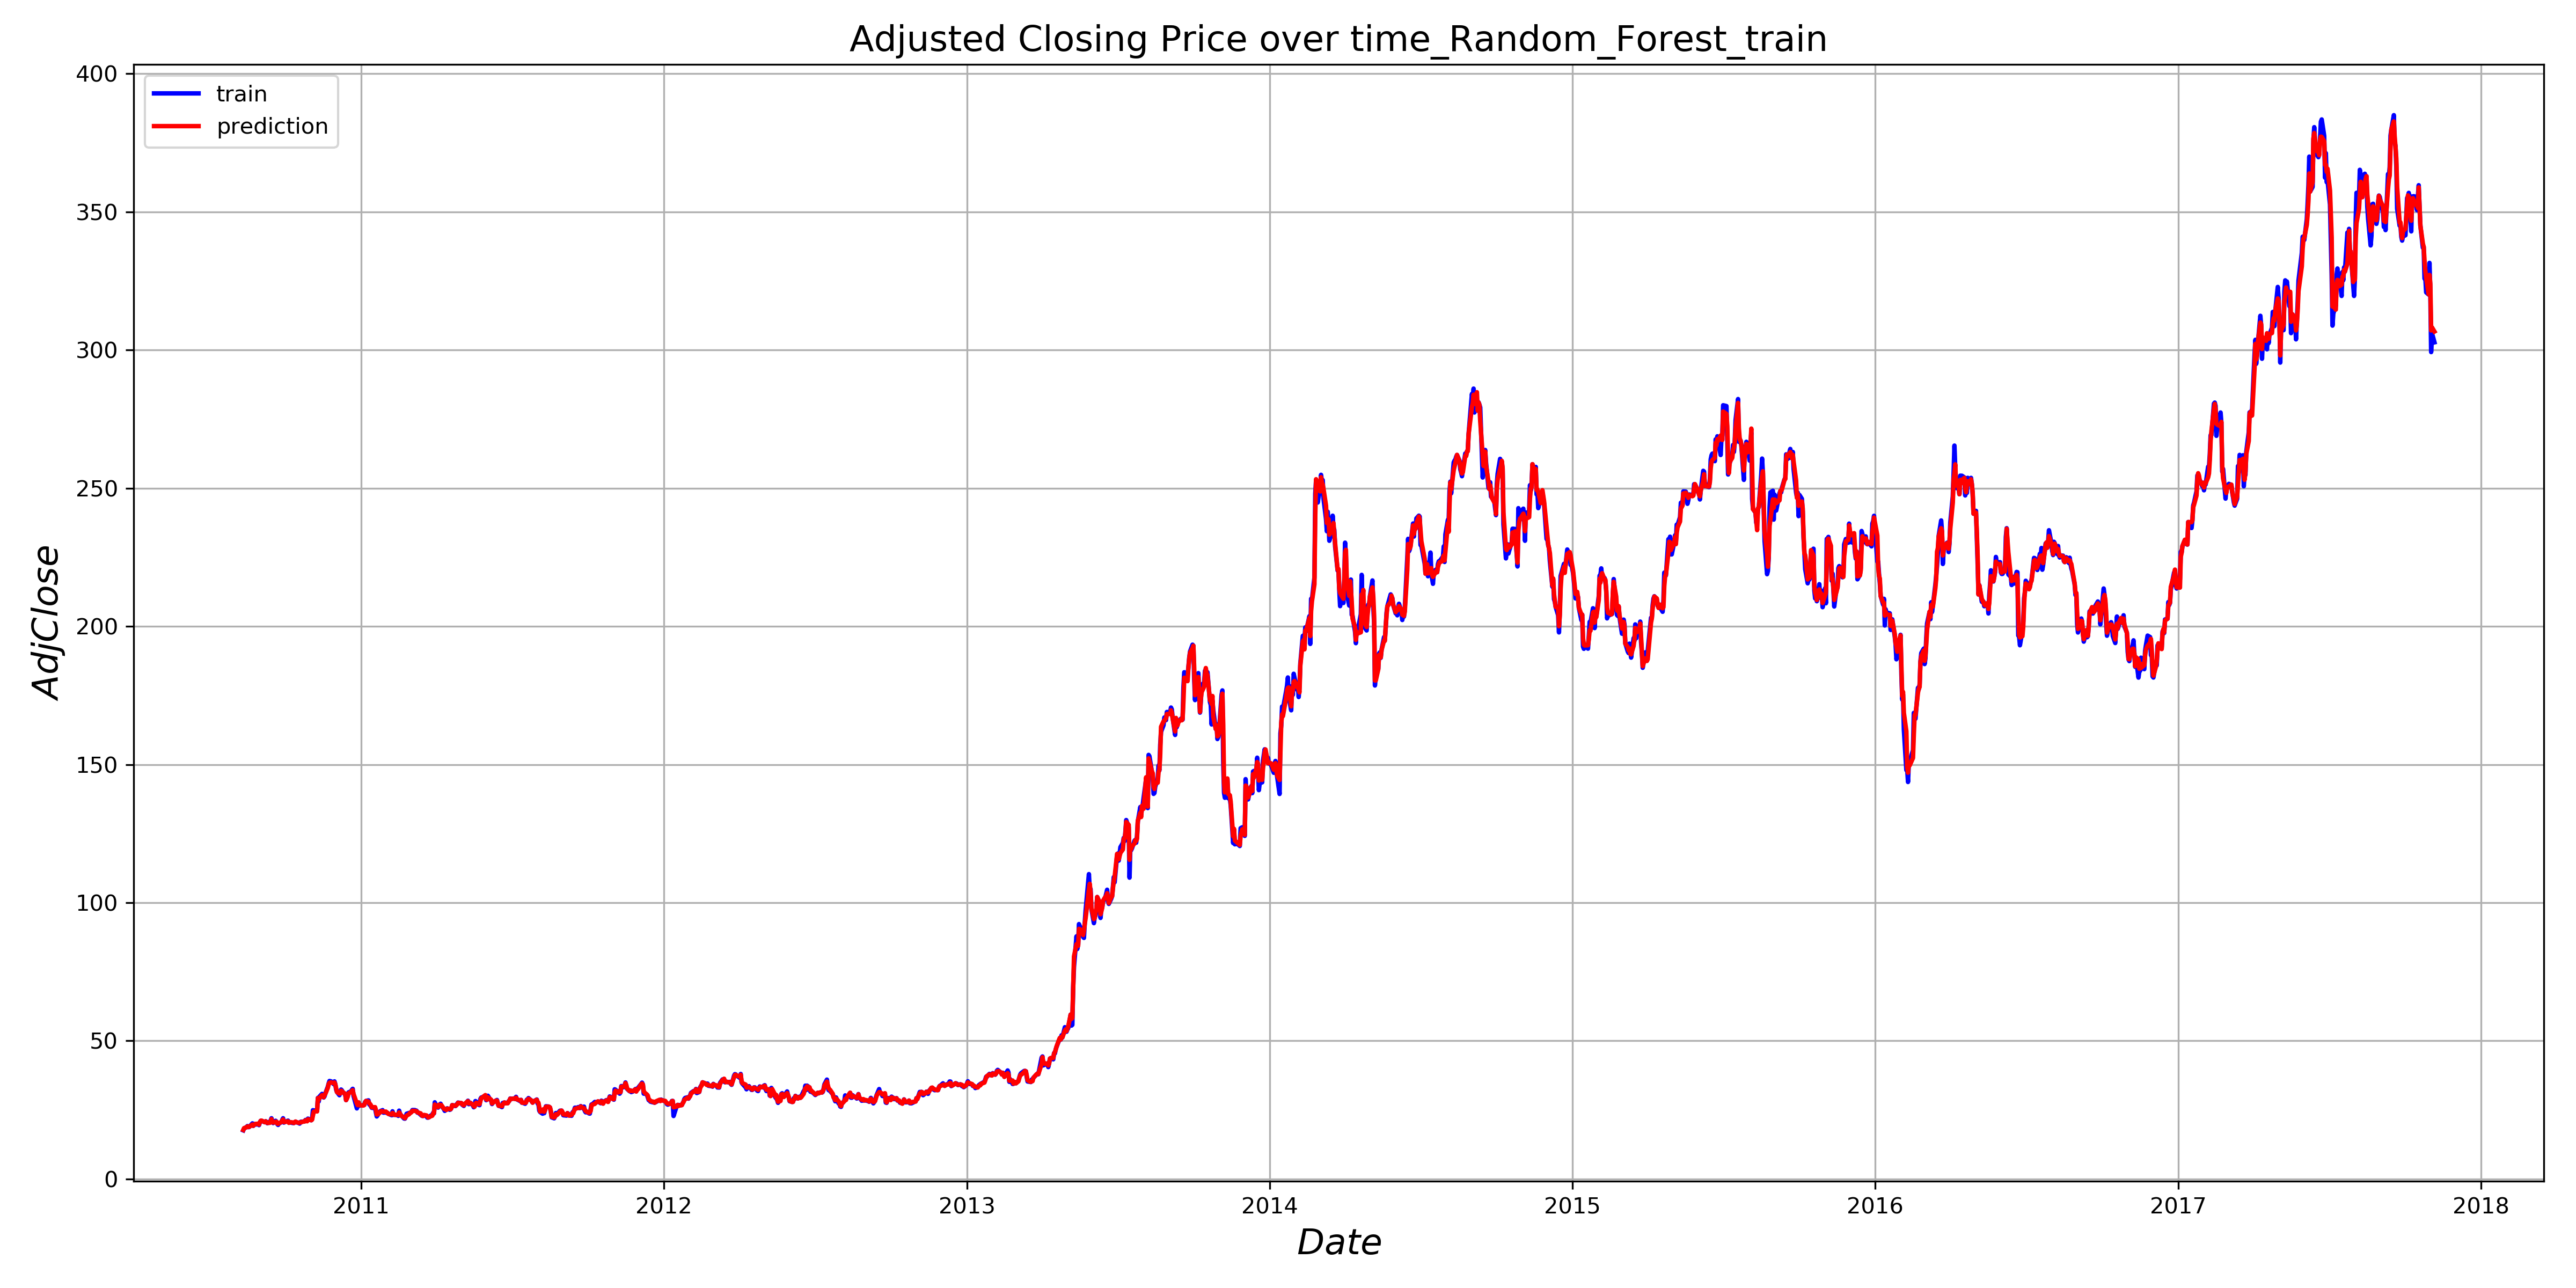 Adjusted Closing Price over time_Random_Forest_train
train
prediction
400
350
300
250
200
150
100
50
0
AdjClose
2011 2012 2013 2014 2015 2016 2017 2018
Date